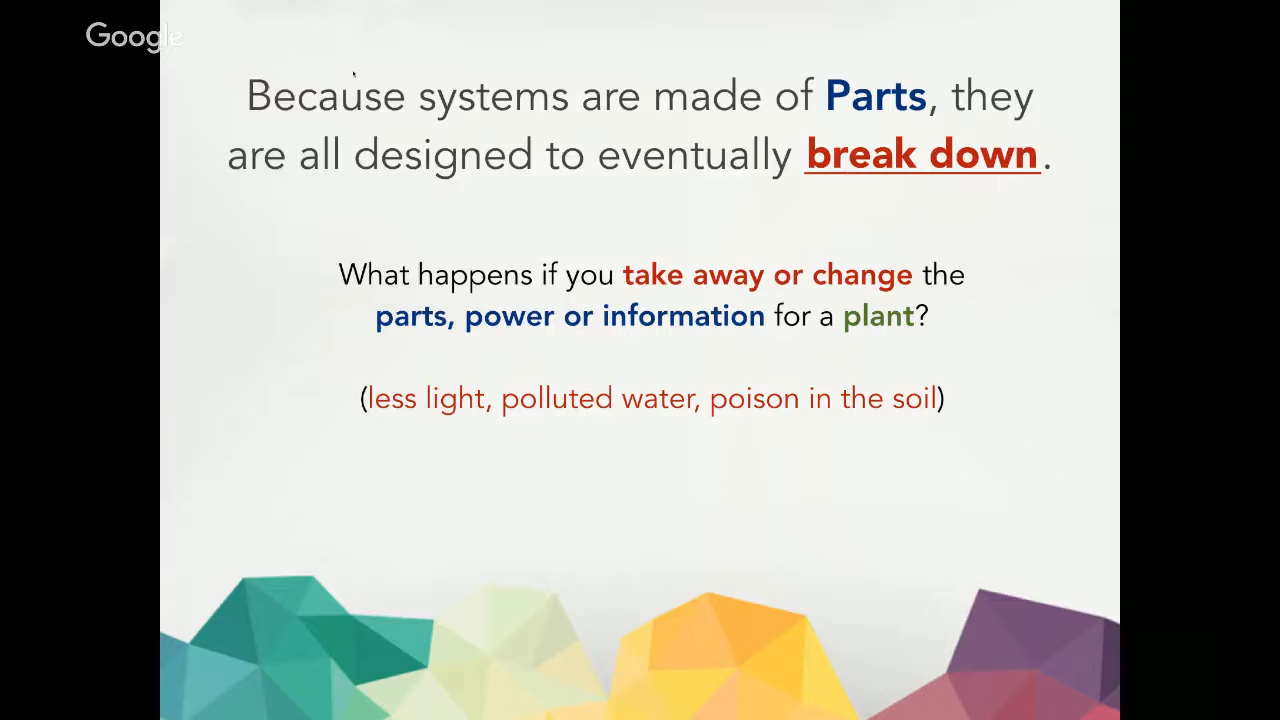 Google
Because systems are made of Parts, they
are all designed to eventually break down.
What happens if you take away or change the
parts, power or information for a plant?
(less light, polluted water, poison in the soil)